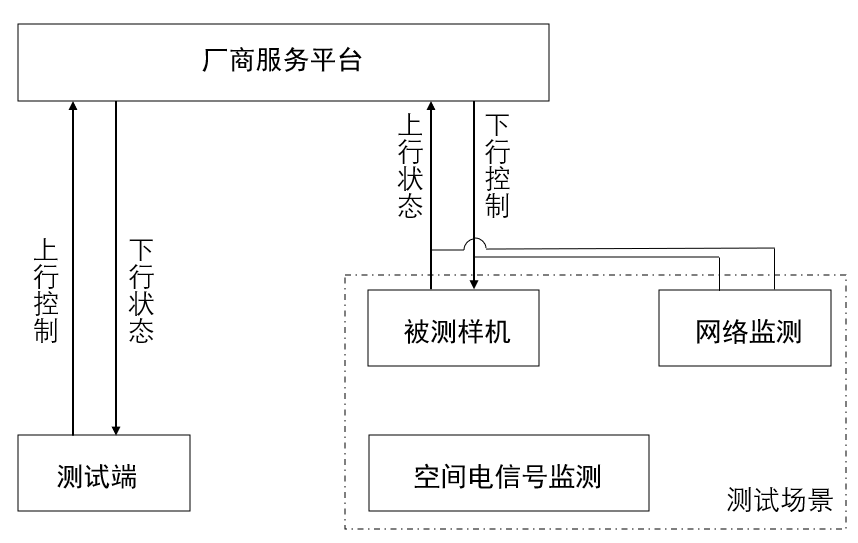 厂商服务平台
上行状态
下行控制
上行控制
下行状态
被测样机
网络监测
测试端
空间电信号监测
测试场景